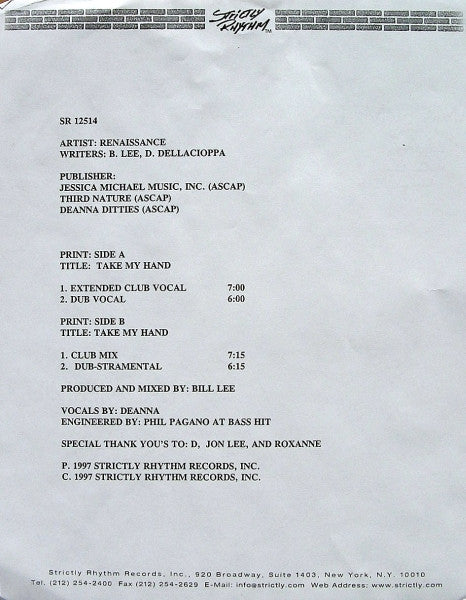 STRICTLY
RHYTHM TM
SR 12514
ARTIST: RENAISSANCE
WRITERS: B. LEE, D. DELLACIOPPA
PUBLISHER:
JESSICA MICHAEL MUSIC, INC. (ASCAP)
THIRD NATURE (ASCAP)
DEANNA DITTIES (ASCAP)
PRINT: SIDE A
TITLE: TAKE MY HAND
1. EXTENDED CLUB VOCAL 7:00
2. DUB VOCAL 6:00
PRINT: SIDE B
TITLE: TAKE MY HAND
1. CLUB MIX 7:15
2. DUB-STRAMENTAL 6:15
PRODUCED AND MIXED BY: BILL LEE
VOCALS BY: DEANNA
ENGINEERED BY: PHIL PAGANO AT BASS HIT
SPECIAL THANK YOU'S TO: D, JON LEE, AND ROXANNE
P. 1997 STRICTLY RHYTHM RECORDS, INC.
C. 1997 STRICTLY RHYTHM RECORDS, INC.
Strictly Rhythm Records, Inc., 920 Broadway, Suite 1403, New York, N.Y. 10010
Tel. (212) 254-2400 Fax (212) 254-2629 E-Mail: info@strictly.com Web Address: www.strictly.com